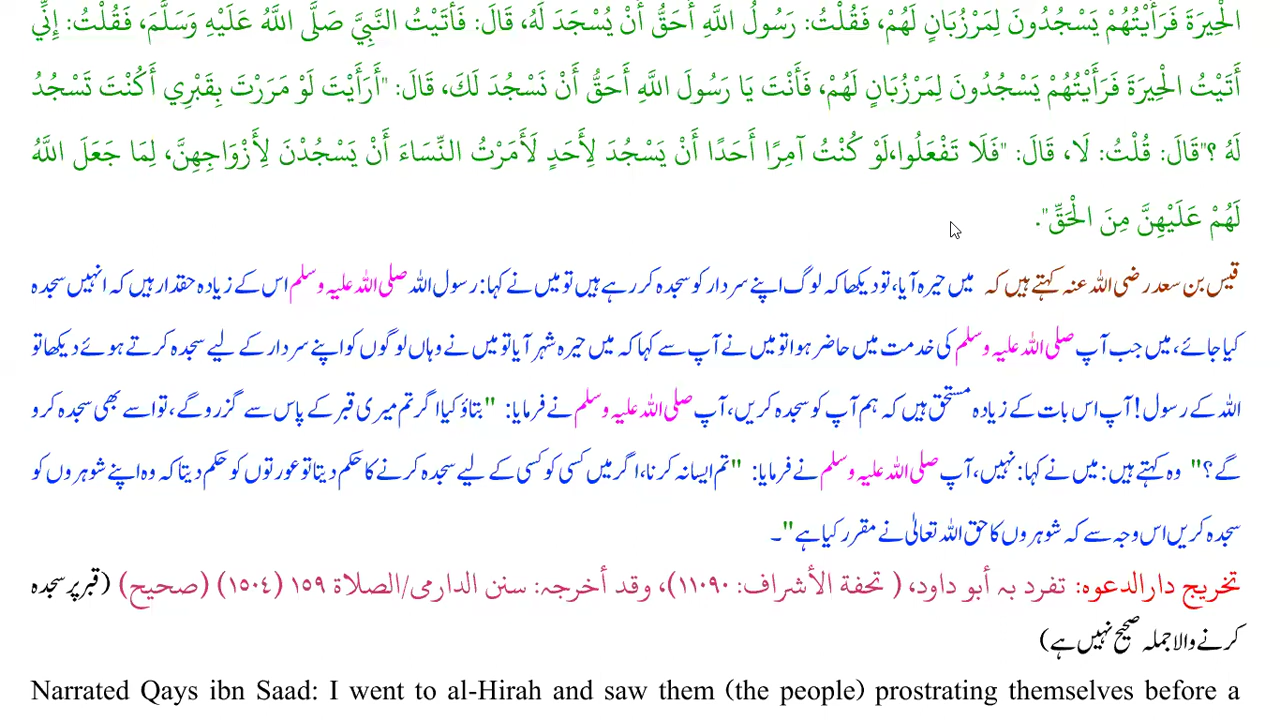 الْحِيرَةَ فَرَأَيْتُهُمْ يَسْجُدُونَ لِمَرْزُبَانٍ لَهُمْ، فَقُلْتُ: رَسُولُ اللَّهِ أَحَقُّ أَنْ يُسْجَدَ لَهُ، قَالَ: فَأَتَيْتُ النَّبِيَّ صَلَّى اللَّهُ عَلَيْهِ وَسَلَّمَ، فَقُلْتُ: إِنِّي
أَتَيْتُ الْحِيرَةَ فَرَأَيْتُهُمْ يَسْجُدُونَ لِمَرْزُبَانٍ لَهُمْ، فَأَنْتَ يَا رَسُولَ اللَّهِ أَحَقُّ أَنْ نَسْجُدَ لَكَ، قَالَ: "أَرَأَيْتَ لَوْ مَرَرْتَ بِقَبْرِي أَكُنْتَ تَسْجُدُ
لَهُ ؟"قَالَ: قُلْتُ: لَا، قَالَ: "فَلَا تَفْعَلُوا،لَوْ كُنْتُ آمِرًا أَحَدًا أَنْ يَسْجُدَ لِأَحَدٍ لَأَمَرْتُ النِّسَاءَ أَنْ يَسْجُدْنَ لِأَزْوَاجِهِنَّ، لِمَا جَعَلَ اللَّهُ
لَهُمْ عَلَيْهِنَّ مِنَ الْحَقِّ".
قیس بن سعد رضی اللہ عنہ کہتے ہیں کہ میں حیرہ آیا، تو دیکھا کہ لوگ اپنے سردار کو سجدہ کر رہے ہیں تو میں نے کہا: رسول اللہ صلی اللہ علیہ وسلم اس کے زیادہ حقدار ہیں کہ انہیں سجدہ
کیا جائے، میں جب آپ صلی اللہ علیہ وسلم کی خدمت میں حاضر ہوا تو میں نے آپ سے کہا کہ میں حیرہ شہر آیا تو میں نے وہاں لوگوں کو اپنے سردار کے لیے سجدہ کرتے ہوئے دیکھا تو
اللہ کے رسول! آپ اس بات کے زیادہ مستحق ہیں کہ ہم آپ کو سجدہ کریں، آپ صلی اللہ علیہ وسلم نے فرمایا: "بتاؤ کیا اگر تم میری قبر کے پاس سے گزرو گے، تو اسے بھی سجدہ کرو
گے؟" وہ کہتے ہیں: میں نے کہا: نہیں، آپ صلی اللہ علیہ وسلم نے فرمایا: "تم ایسا نہ کرنا، اگر میں کسی کو کسی کے لیے سجدہ کرنے کا حکم دیتا تو عورتوں کو حکم دیتا کہ وہ اپنے شوہروں کو
سجدہ کریں اس وجہ سے کہ شوہروں کا حق اللہ تعالیٰ نے مقرر کیا ہے"۔
تخریج دارالدعوہ: تفرد بہ أبو داود، ( تحفة الأشراف: ۱۱۰۹۰)، وقد أخرجہ: سنن الدارمی/الصلاة ۱۵۹ (۱۵۰۴) (صحیح) (قبر پر سجدہ
کرنے والا جملہ صحیح نہیں ہے)
Narrated Qays ibn Saad: I went to al-Hirah and saw them (the people) prostrating themselves before a